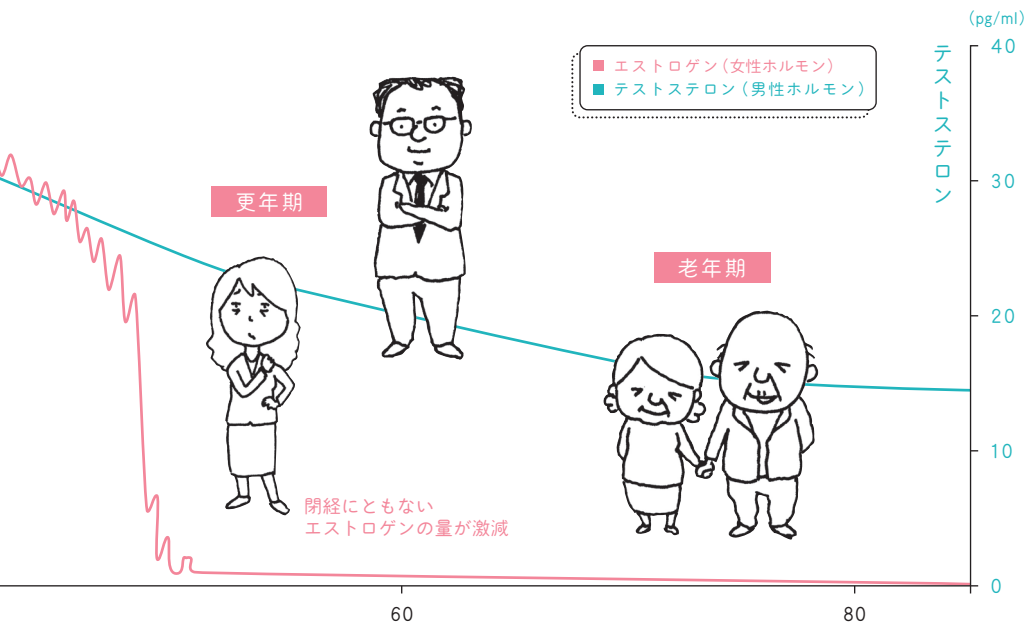 (pg/ml)
テストステロン
40
30
20
10
0
エストロゲン（女性ホルモン）
テストステロン（男性ホルモン）
更年期
老年期
閉経にともない
エストロゲンの量が激減
60
80